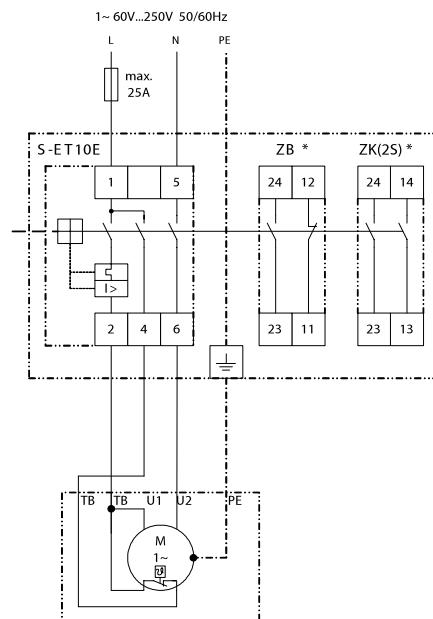 1~ 60V...250V 50/60Hz
L N PE
max.
25A
S-ET10E ZB * ZK(2S) *
1 5 24 12 24 14
I>
2 4 6 23 11 23 13
TB TB U1 U2 PE
M
1~
ϑ